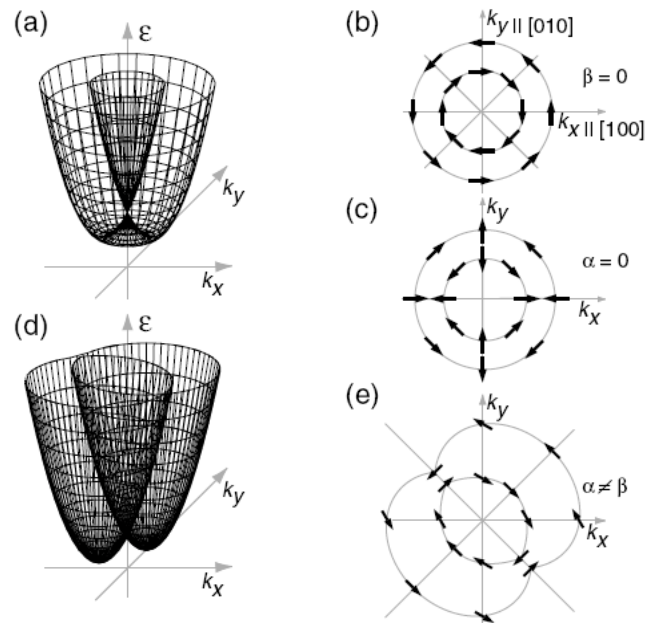 (a)
ε
k_y
k_x
(b)
k_y || [010]
β = 0
k_x || [100]
(c)
k_y
α = 0
k_x
(d)
ε
k_y
k_x
(e)
k_y
α ≠ β
k_x